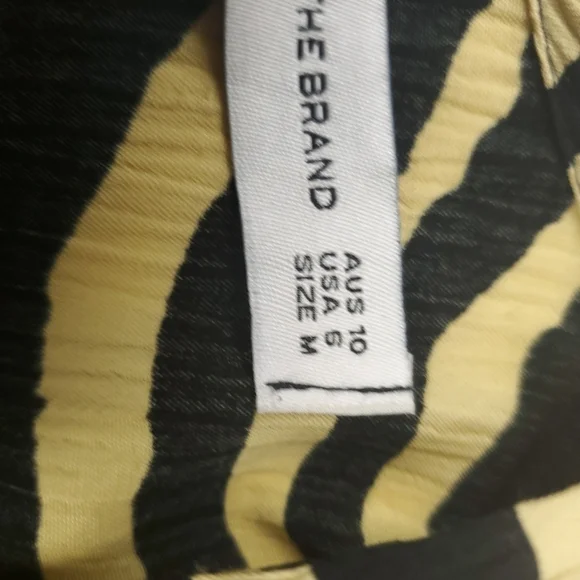 THE BRAND
AUS 10
USA 6
SIZE M